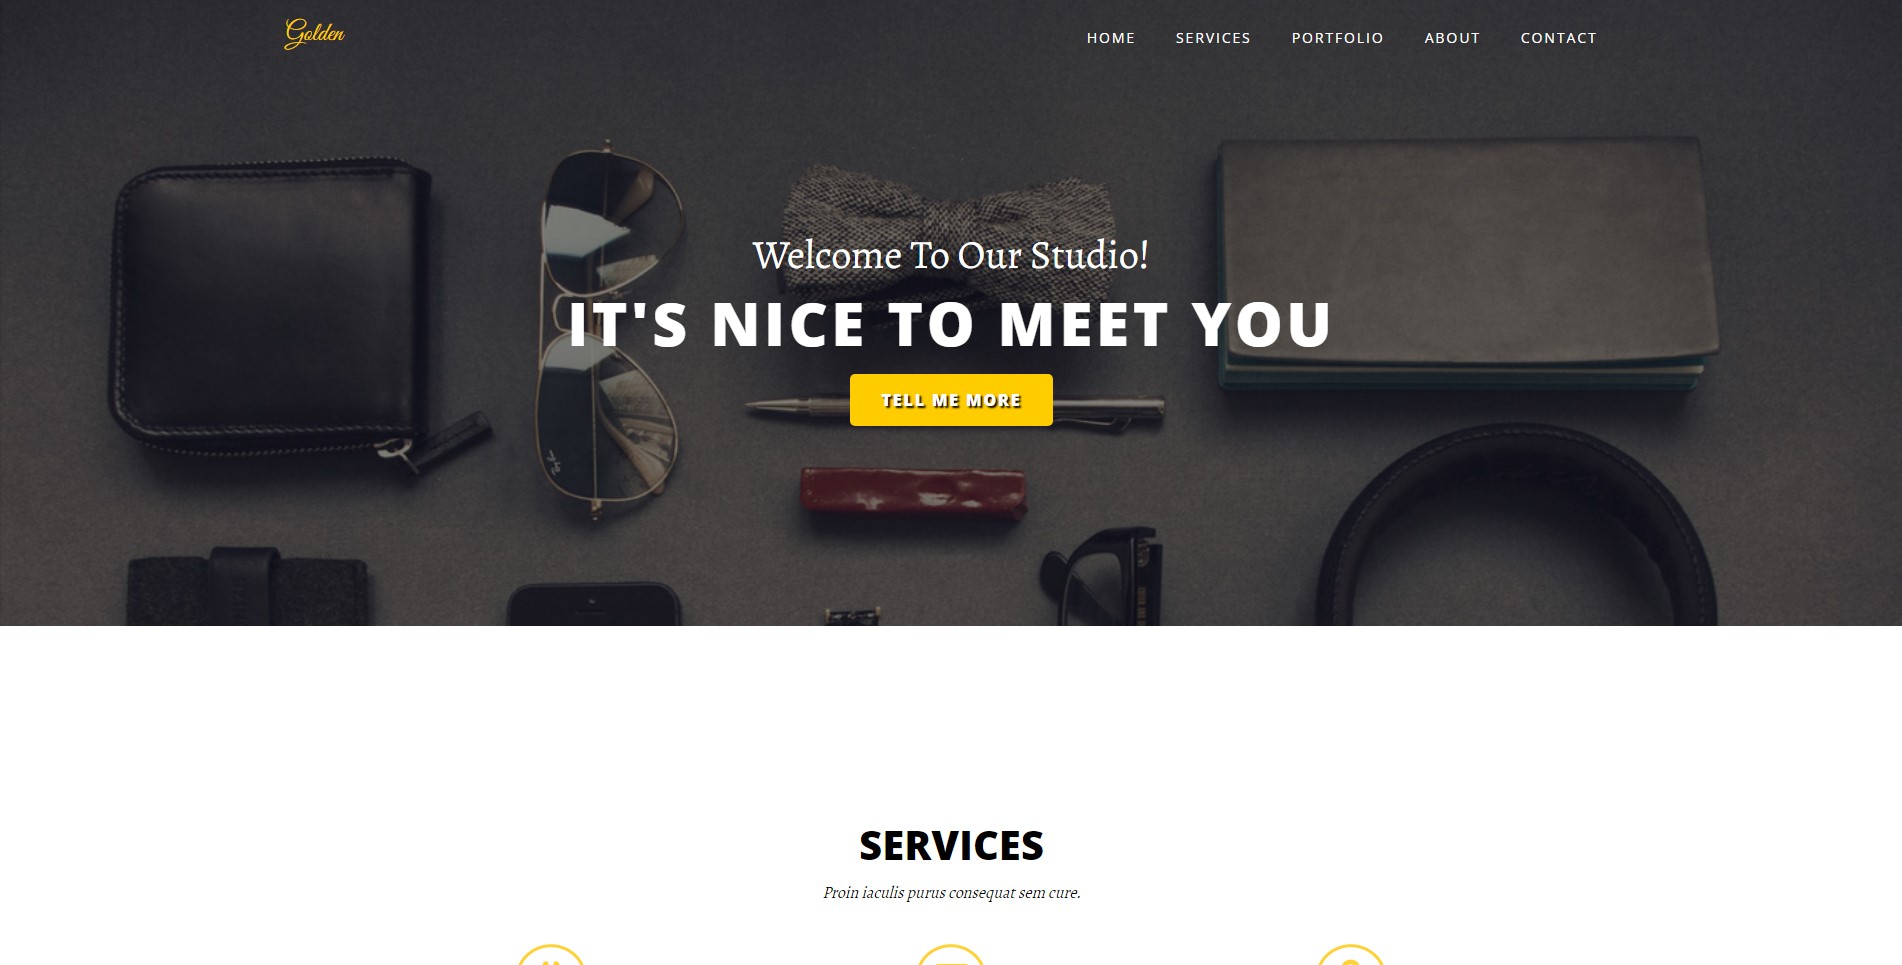 Golden
HOME SERVICES PORTFOLIO ABOUT CONTACT
Welcome To Our Studio!
IT'S NICE TO MEET YOU
TELL ME MORE
SERVICES
Proin iaculis purus consequat sem cure.